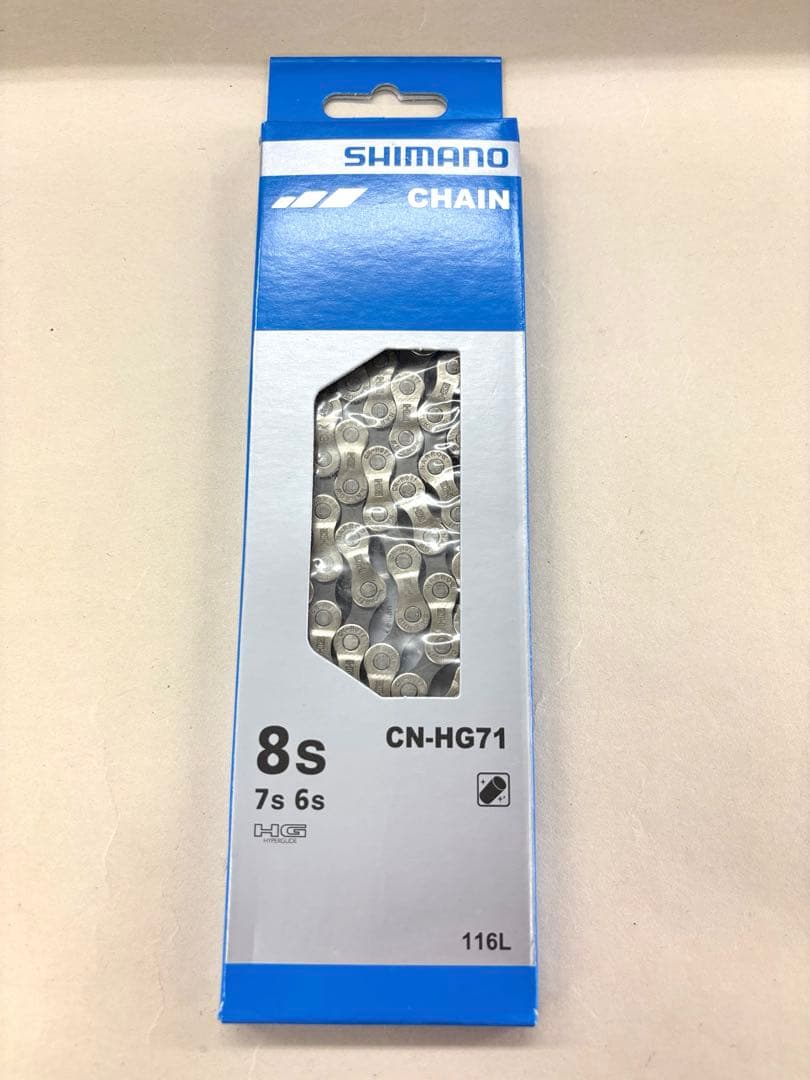 SHIMANO
CHAIN
8s
CN-HG71
7s 6s
HG
HYPERGLIDE
116L